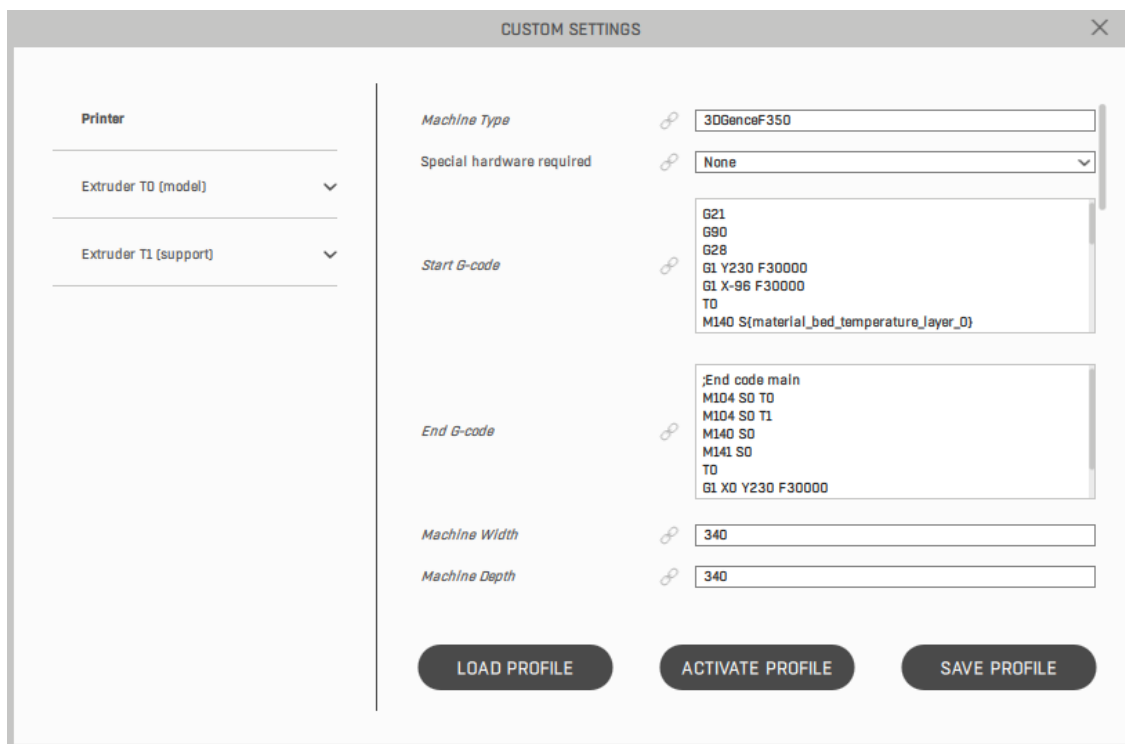 CUSTOM SETTINGS
Printer
Extruder T0 (model)
Extruder T1 (support)
Machine Type
3DGenceF350
Special hardware required
None
Start G-code
G21
G90
G28
G1 Y230 F30000
G1 X-96 F30000
T0
M140 S{material_bed_temperature_layer_0}
End G-code
;End code main
M104 S0 T0
M104 S0 T1
M140 S0
M141 S0
T0
G1 X0 Y230 F30000
Machine Width
340
Machine Depth
340
LOAD PROFILE
ACTIVATE PROFILE
SAVE PROFILE